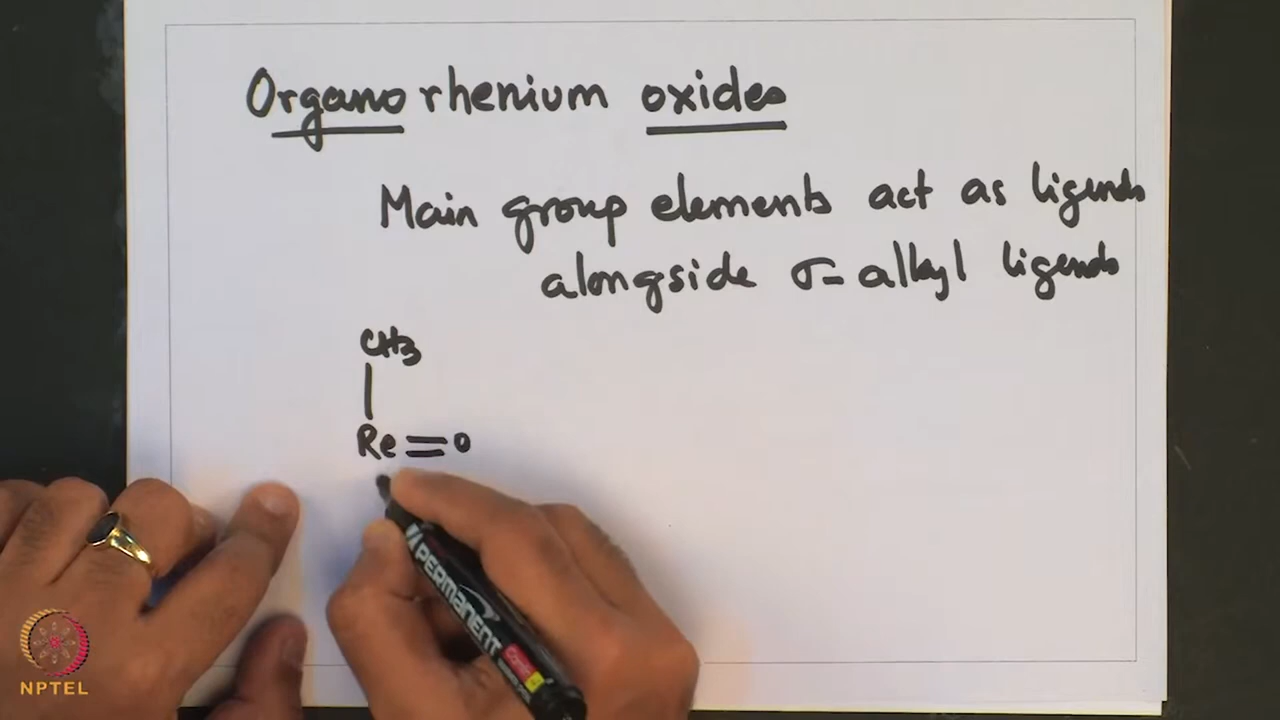 Organorhenium oxides
Main group elements act as ligands
alongside σ-alkyl ligands
CH3
|
Re=O
PERMANENT
NPTEL